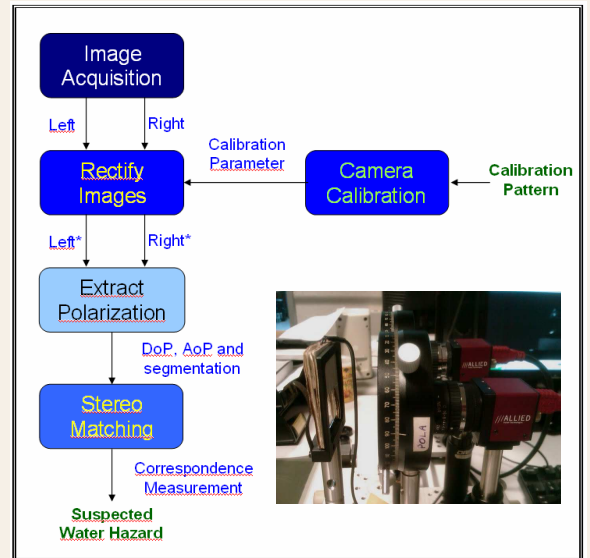 Image
Acquisition
Left
Right
Calibration
Parameter
Rectify
Images
Camera
Calibration
Calibration
Pattern
Left*
Right*
Extract
Polarization
DoP, AoP and
segmentation
Stereo
Matching
Correspondence
Measurement
Suspected
Water Hazard
POLA
///ALLIED
///ALLIED